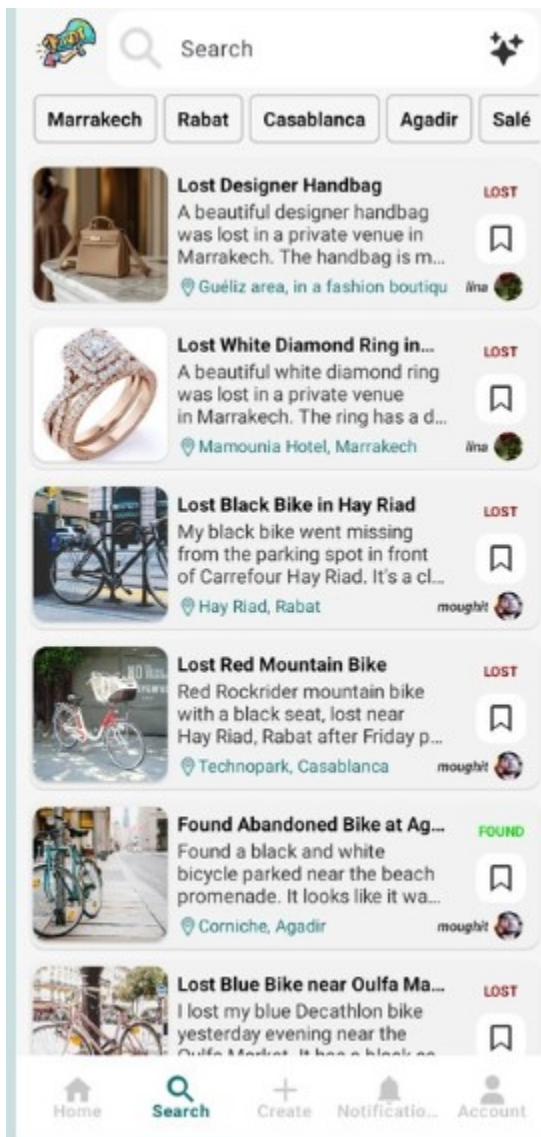 Search
Marrakech Rabat Casablanca Agadir Salé
Lost Designer Handbag
LOST
A beautiful designer handbag
was lost in a private venue in
Marrakech. The handbag is m...
Guéliz area, in a fashion boutiqu
lina
Lost White Diamond Ring in...
LOST
A beautiful white diamond ring
was lost in a private venue
in Marrakech. The ring has a d...
Mamounia Hotel, Marrakech
lina
Lost Black Bike in Hay Riad
LOST
My black bike went missing
from the parking spot in front
of Carrefour Hay Riad. It's a cl...
Hay Riad, Rabat
moughit
Lost Red Mountain Bike
LOST
Red Rockrider mountain bike
with a black seat, lost near
Hay Riad, Rabat after Friday p...
Technopark, Casablanca
moughit
Found Abandoned Bike at Ag...
FOUND
Found a black and white
bicycle parked near the beach
promenade. It looks like it wa...
Corniche, Agadir
moughit
Lost Blue Bike near Oulfa Ma...
LOST
I lost my blue Decathlon bike
yesterday evening near the
Oulfa Market. It has a black
Home Search Create Notificatio... Account